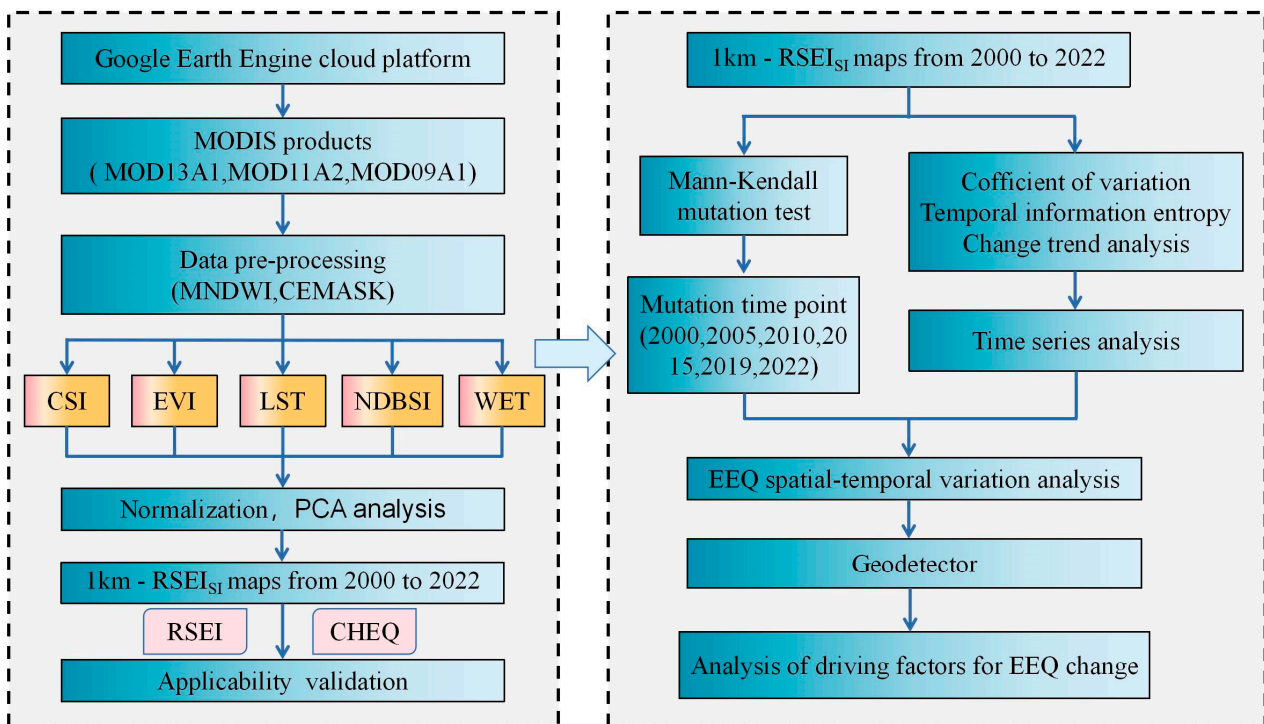 Google Earth Engine cloud platform
MODIS products
( MOD13A1,MOD11A2,MOD09A1)
Data pre-processing
(MNDWI,CEMASK)
CSI
EVI
LST
NDBSI
WET
Normalization，PCA analysis
1km - RSEISI maps from 2000 to 2022
RSEI
CHEQ
Applicability validation
1km - RSEISI maps from 2000 to 2022
Mann-Kendall
mutation test
Mutation time point
(2000,2005,2010,20
15,2019,2022)
Cofficient of variation
Temporal information entropy
Change trend analysis
Time series analysis
EEQ spatial-temporal variation analysis
Geodetector
Analysis of driving factors for EEQ change